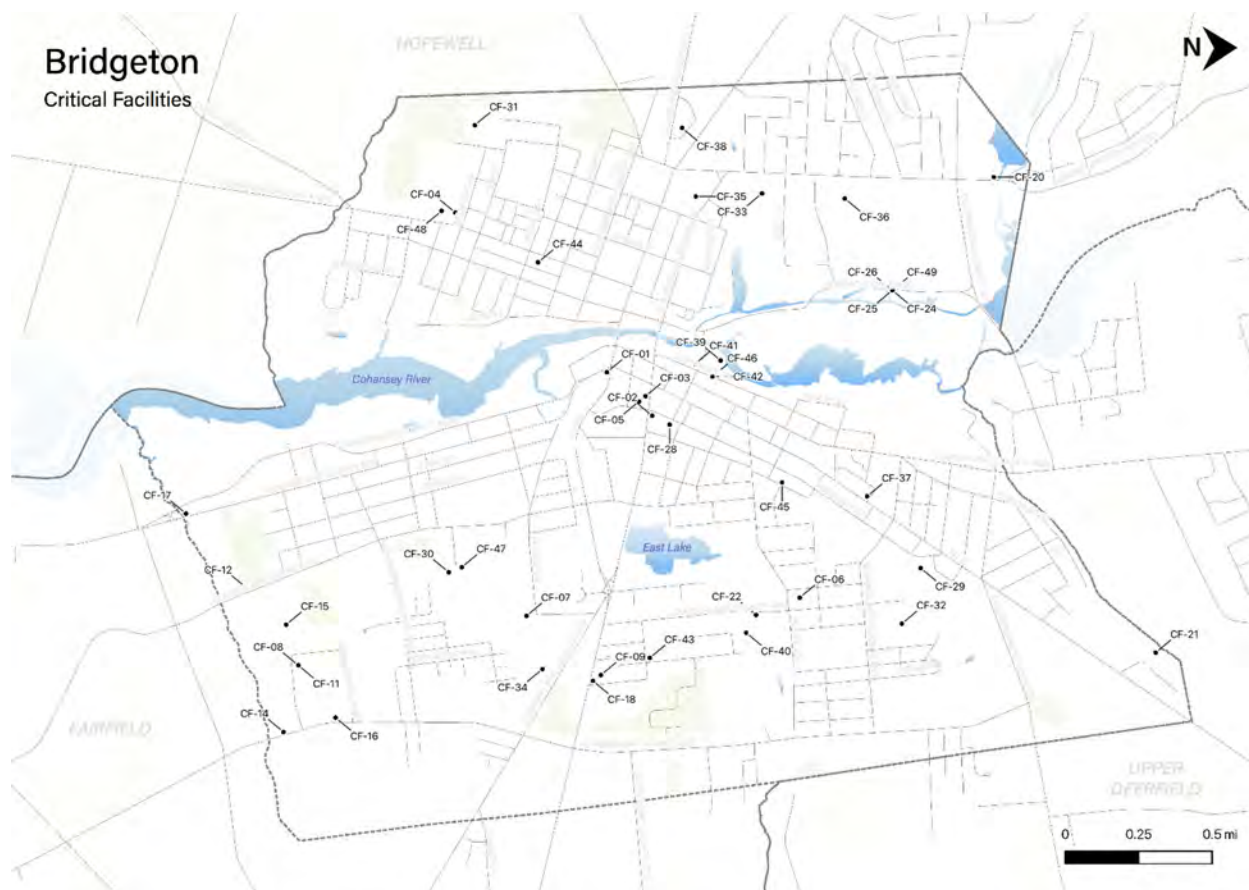 HOPEWELL
Bridgeton
Critical Facilities
N
CF-31
CF-38
CF-20
CF-04
CF-35
CF-33
CF-36
CF-48
CF-44
CF-26
CF-49
CF-25
CF-24
CF-39
CF-41
CF-46
CF-42
CF-01
CF-03
CF-02
CF-05
CF-28
Cohansey River
CF-17
CF-37
CF-45
East Lake
CF-30
CF-47
CF-12
CF-29
CF-06
CF-07
CF-22
CF-32
CF-15
CF-08
CF-43
CF-40
CF-21
CF-09
CF-11
CF-34
CF-18
CF-14
CF-16
FAIRFIELD
UPPER
DEERFIELD
0 0.25 0.5 mi